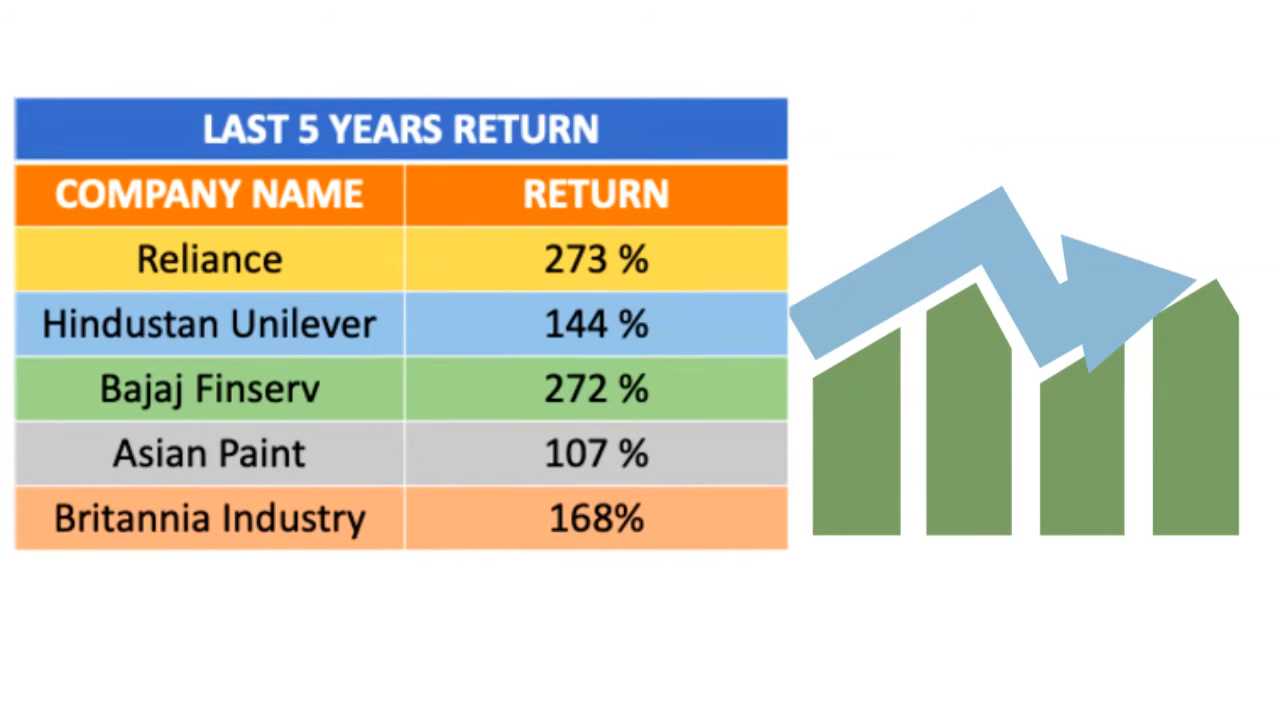 LAST 5 YEARS RETURN
COMPANY NAME RETURN
Reliance 273 %
Hindustan Unilever 144 %
Bajaj Finserv 272 %
Asian Paint 107 %
Britannia Industry 168%